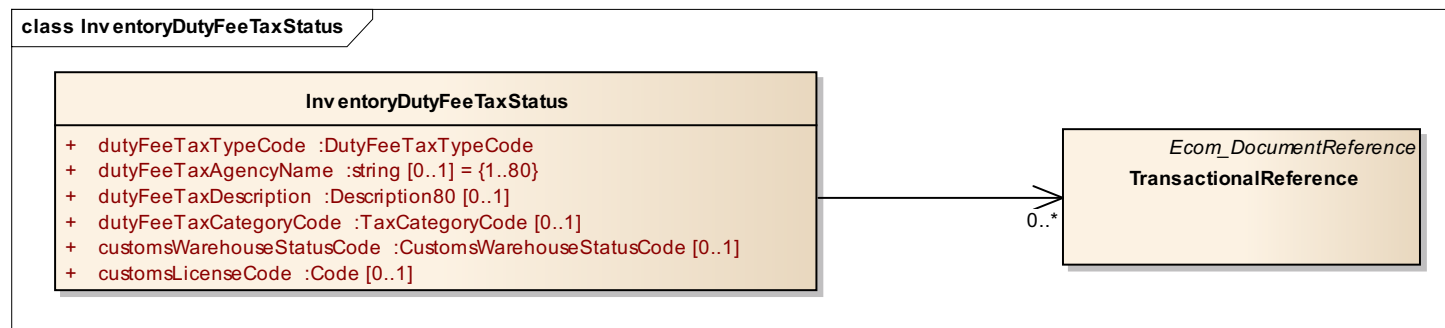 class InventoryDutyFeeTaxStatus
InventoryDutyFeeTaxStatus
+ dutyFeeTaxTypeCode :DutyFeeTaxTypeCode
+ dutyFeeTaxAgencyName :string [0..1] = {1..80}
+ dutyFeeTaxDescription :Description80 [0..1]
+ dutyFeeTaxCategoryCode :TaxCategoryCode [0..1]
+ customsWarehouseStatusCode :CustomsWarehouseStatusCode [0..1]
+ customsLicenseCode :Code [0..1]
Ecom_DocumentReference
TransactionalReference
0..*